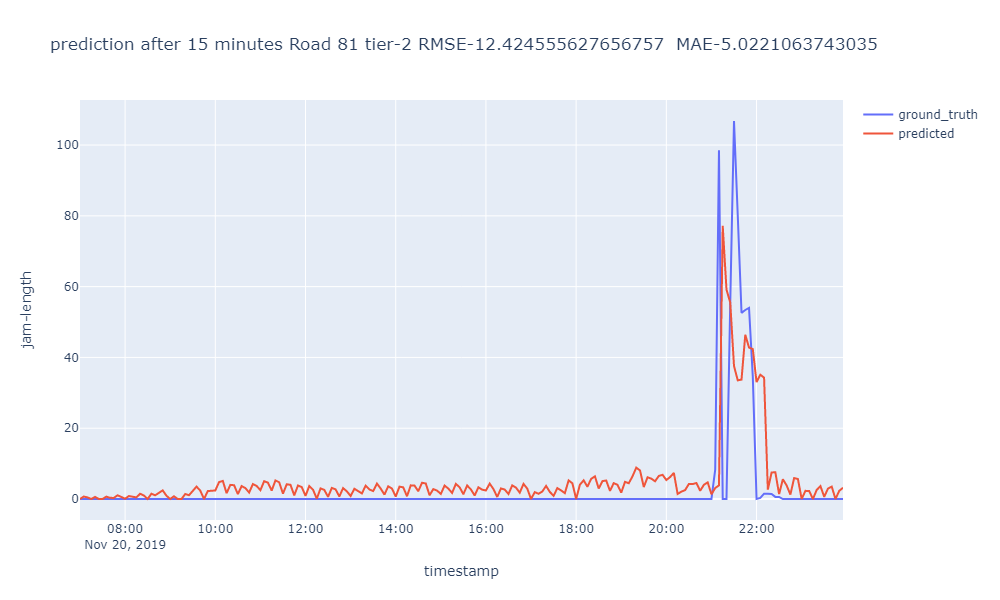 prediction after 15 minutes Road 81 tier-2 RMSE-12.424555627656757  MAE-5.0221063743035
ground_truth
predicted
100
80
60
40
20
0
jam-length
08:00 10:00 12:00 14:00 16:00 18:00 20:00 22:00
Nov 20, 2019
timestamp